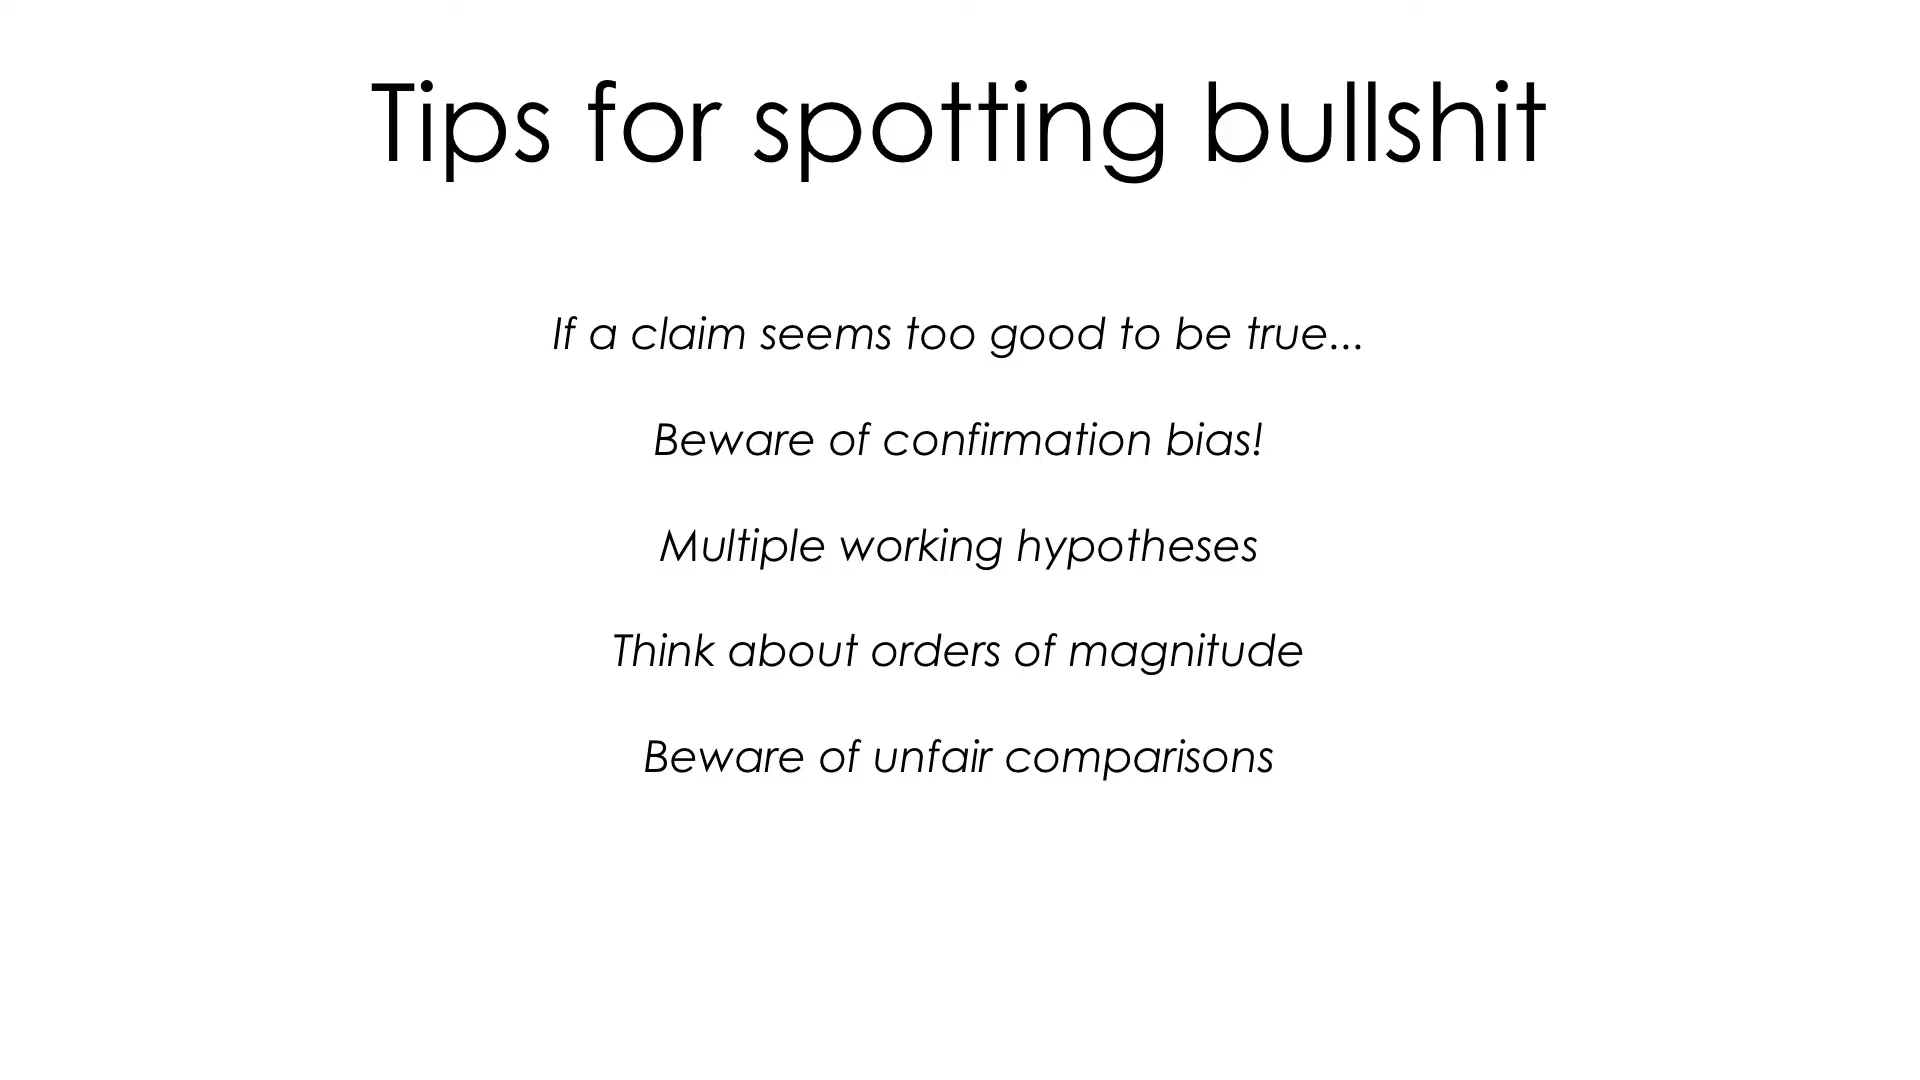 Tips for spotting bullshit
If a claim seems too good to be true...
Beware of confirmation bias!
Multiple working hypotheses
Think about orders of magnitude
Beware of unfair comparisons